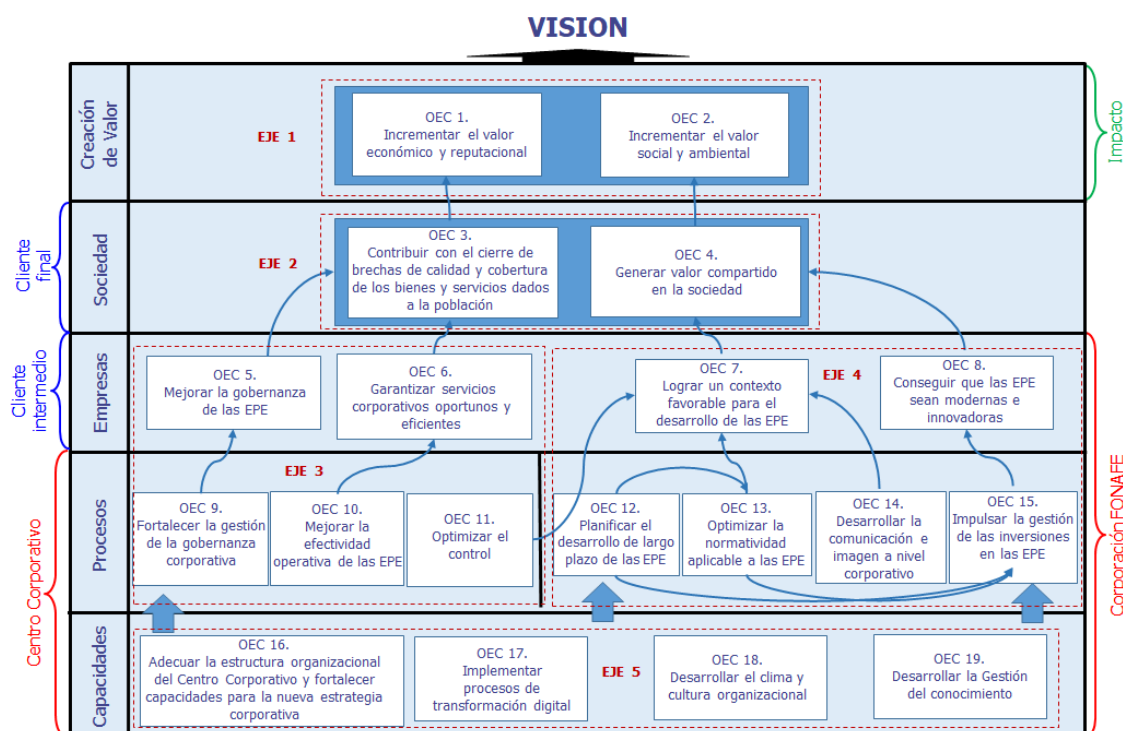 VISION
Creación
de Valor
EJE 1
OEC 1.
Incrementar el valor
económico y reputacional
OEC 2.
Incrementar el valor
social y ambiental
Impacto
Cliente
final
Sociedad
EJE 2
OEC 3.
Contribuir con el cierre de
brechas de calidad y cobertura
de los bienes y servicios dados
a la población
OEC 4.
Generar valor compartido
en la sociedad
Cliente
intermedio
Empresas
OEC 5.
Mejorar la gobernanza
de las EPE
OEC 6.
Garantizar servicios
corporativos oportunos y
eficientes
OEC 7.
Lograr un contexto
favorable para el
desarrollo de las EPE
EJE 4
OEC 8.
Conseguir que las EPE
sean modernas e
innovadoras
Centro Corporativo
Procesos
EJE 3
OEC 9.
Fortalecer la gestión
de la gobernanza
corporativa
OEC 10.
Mejorar la
efectividad
operativa de las EPE
OEC 11.
Optimizar el
control
OEC 12.
Planificar el
desarrollo de largo
plazo de las EPE
OEC 13.
Optimizar la
normatividad
aplicable a las EPE
OEC 14.
Desarrollar la
comunicación e
imagen a nivel
corporativo
OEC 15.
Impulsar la gestión
de las inversiones
en las EPE
Corporación FONAFE
Capacidades
OEC 16.
Adecuar la estructura organizacional
del Centro Corporativo y fortalecer
capacidades para la nueva estrategia
corporativa
OEC 17.
Implementar
procesos de
transformación digital
EJE 5
OEC 18.
Desarrollar el clima y
cultura organizacional
OEC 19.
Desarrollar la Gestión
del conocimiento